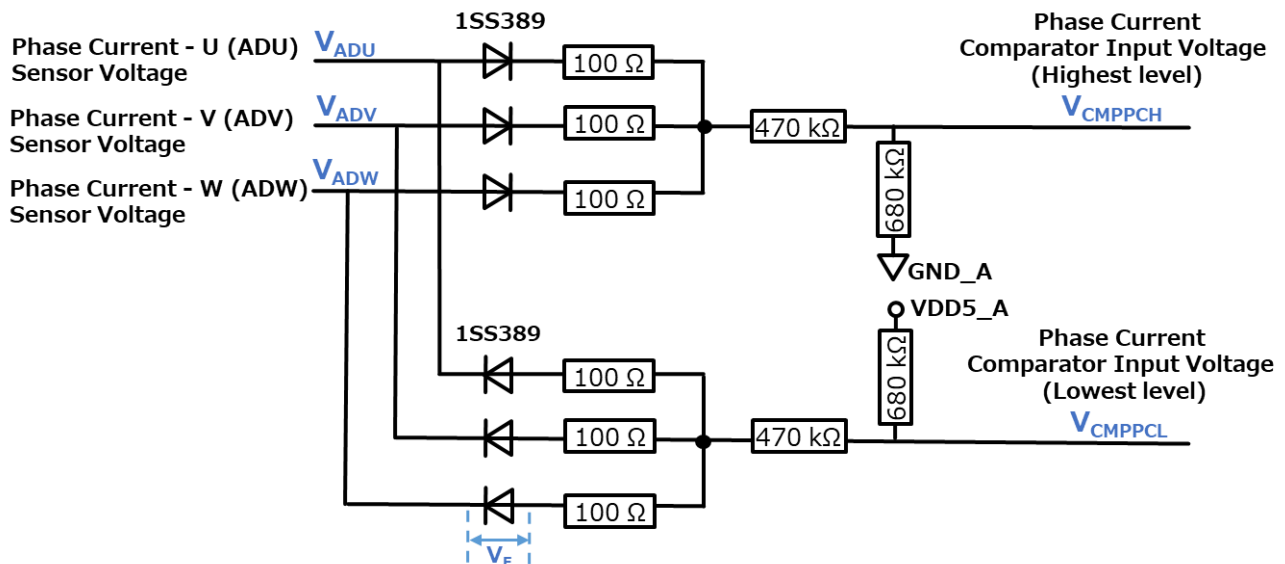 1SS389
Phase Current
Comparator Input Voltage
(Highest level)
Phase Current - U (ADU)
Sensor Voltage
VADU
100 Ω
Phase Current - V (ADV)
Sensor Voltage
VADV
100 Ω
470 kΩ
VCMPPCH
Phase Current - W (ADW)
Sensor Voltage
VADW
100 Ω
680 kΩ
GND_A
VDD5_A
1SS389
Phase Current
Comparator Input Voltage
(Lowest level)
100 Ω
680 kΩ
100 Ω
470 kΩ
VCMPPCL
100 Ω
VF